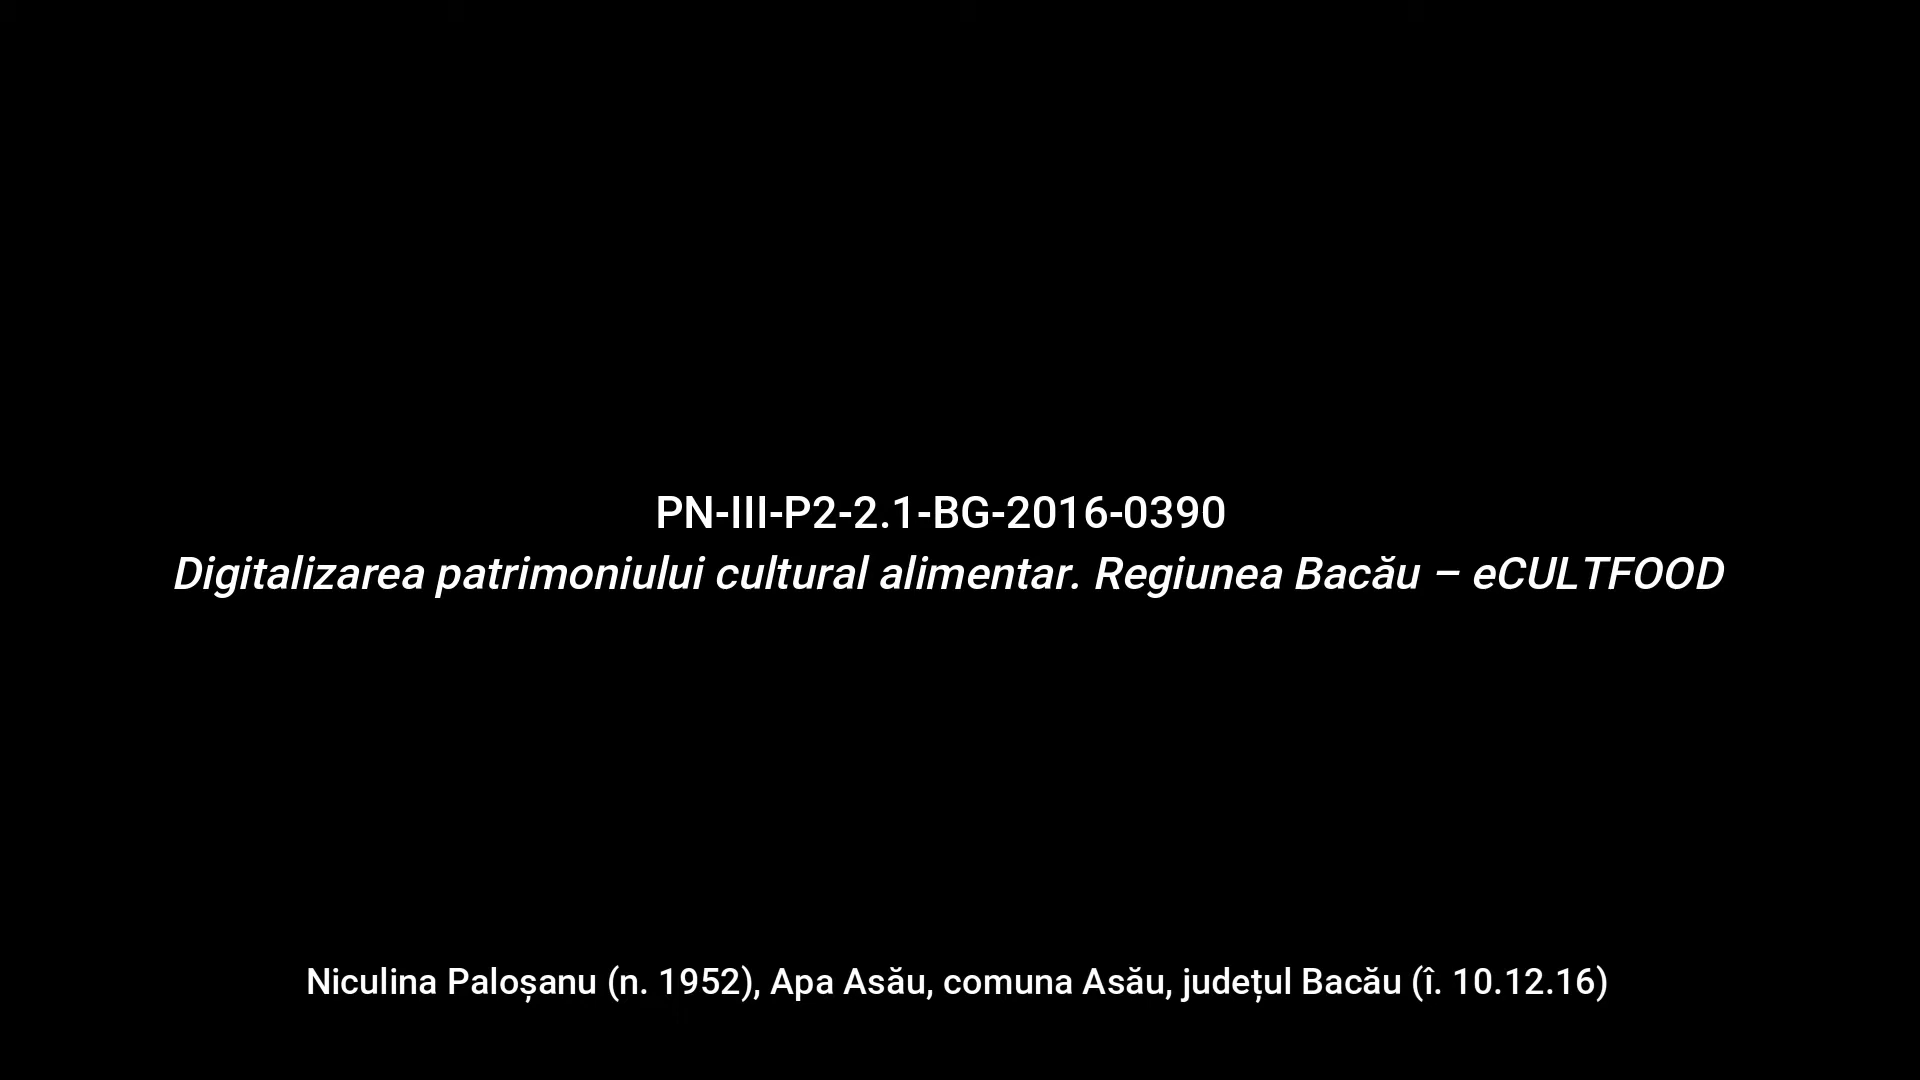 PN-III-P2-2.1-BG-2016-0390
Digitalizarea patrimoniului cultural alimentar. Regiunea Bacău – eCULTFOOD
Niculina Paloșanu (n. 1952), Apa Asău, comuna Asău, județul Bacău (î. 10.12.16)